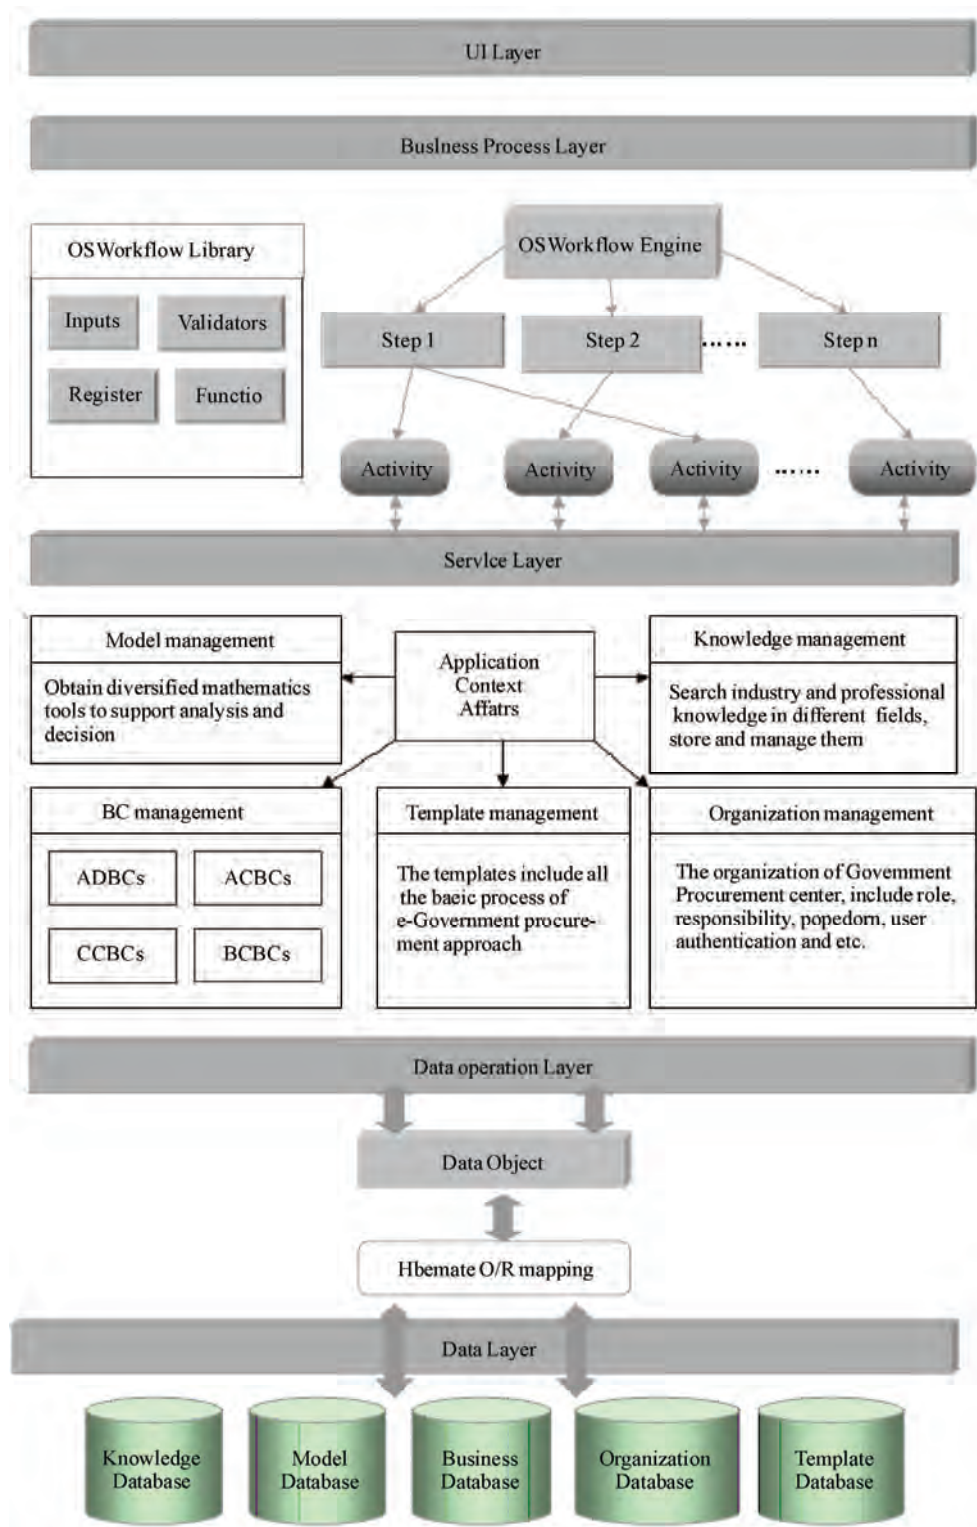 UI Layer
BusIness Process Layer
OSWorkflow Library
Inputs
Validators
Register
Functio
OSWorkflow Engine
Step 1
Step 2
......
Step n
Activity
Activity
Activity
......
Activity
ServIce Layer
Model management
Obtain diversified mathematics
tools to support analysis and
decision
Application
Context
Affatrs
Knowledge management
Search industry and professional
knowledge in different fields,
store and manage them
BC management
ADBCs
ACBCs
CCBCs
BCBCs
Template management
The templates include all
the baeic process of
e-Government procure-
ment approach
Organization management
The organization of Government
Procurement center, include role,
responsibility, popedorn, user
authentication and etc.
Data operation Layer
Data Object
Hbemate O/R mapping
Data Layer
Knowledge
Database
Model
Database
Business
Database
Organization
Database
Template
Database